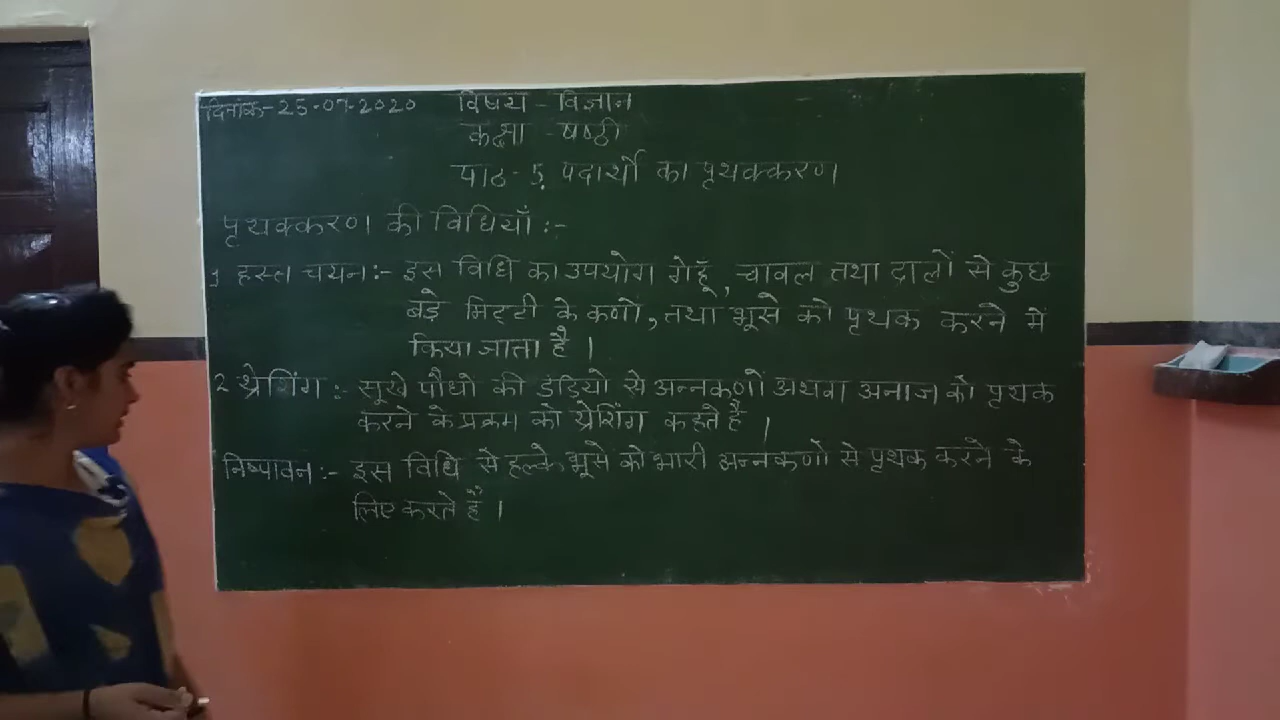 दिनांक-25-07-2020 विषय - विज्ञान
कक्षा - षष्ठी
पाठ-5 पदार्थो का पृथक्करण
पृथक्करण की विधियाँ :-
1 हस्त चयन:- इस विधि का उपयोग गेहूँ, चावल तथा दालों से कुछ
बड़े मिट्टी के कणो, तथा भूसे को पृथक करने में
किया जाता है ।
2 थ्रेशिंग :- सूखे पौधो की डंडियो से अन्नकणों अथवा अनाज को पृथक
करने के प्रक्रम को थ्रेशिंग कहते है ।
निष्पावन:- इस विधि से हल्के भूसे को भारी अन्नकणों से पृथक करने के
लिए करते हैं ।